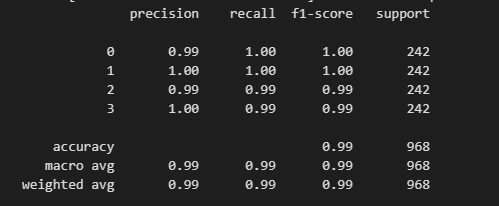 precision recall f1-score support
0 0.99 1.00 1.00 242
1 1.00 1.00 1.00 242
2 0.99 0.99 0.99 242
3 1.00 0.99 0.99 242
accuracy 0.99 968
macro avg 0.99 0.99 0.99 968
weighted avg 0.99 0.99 0.99 968